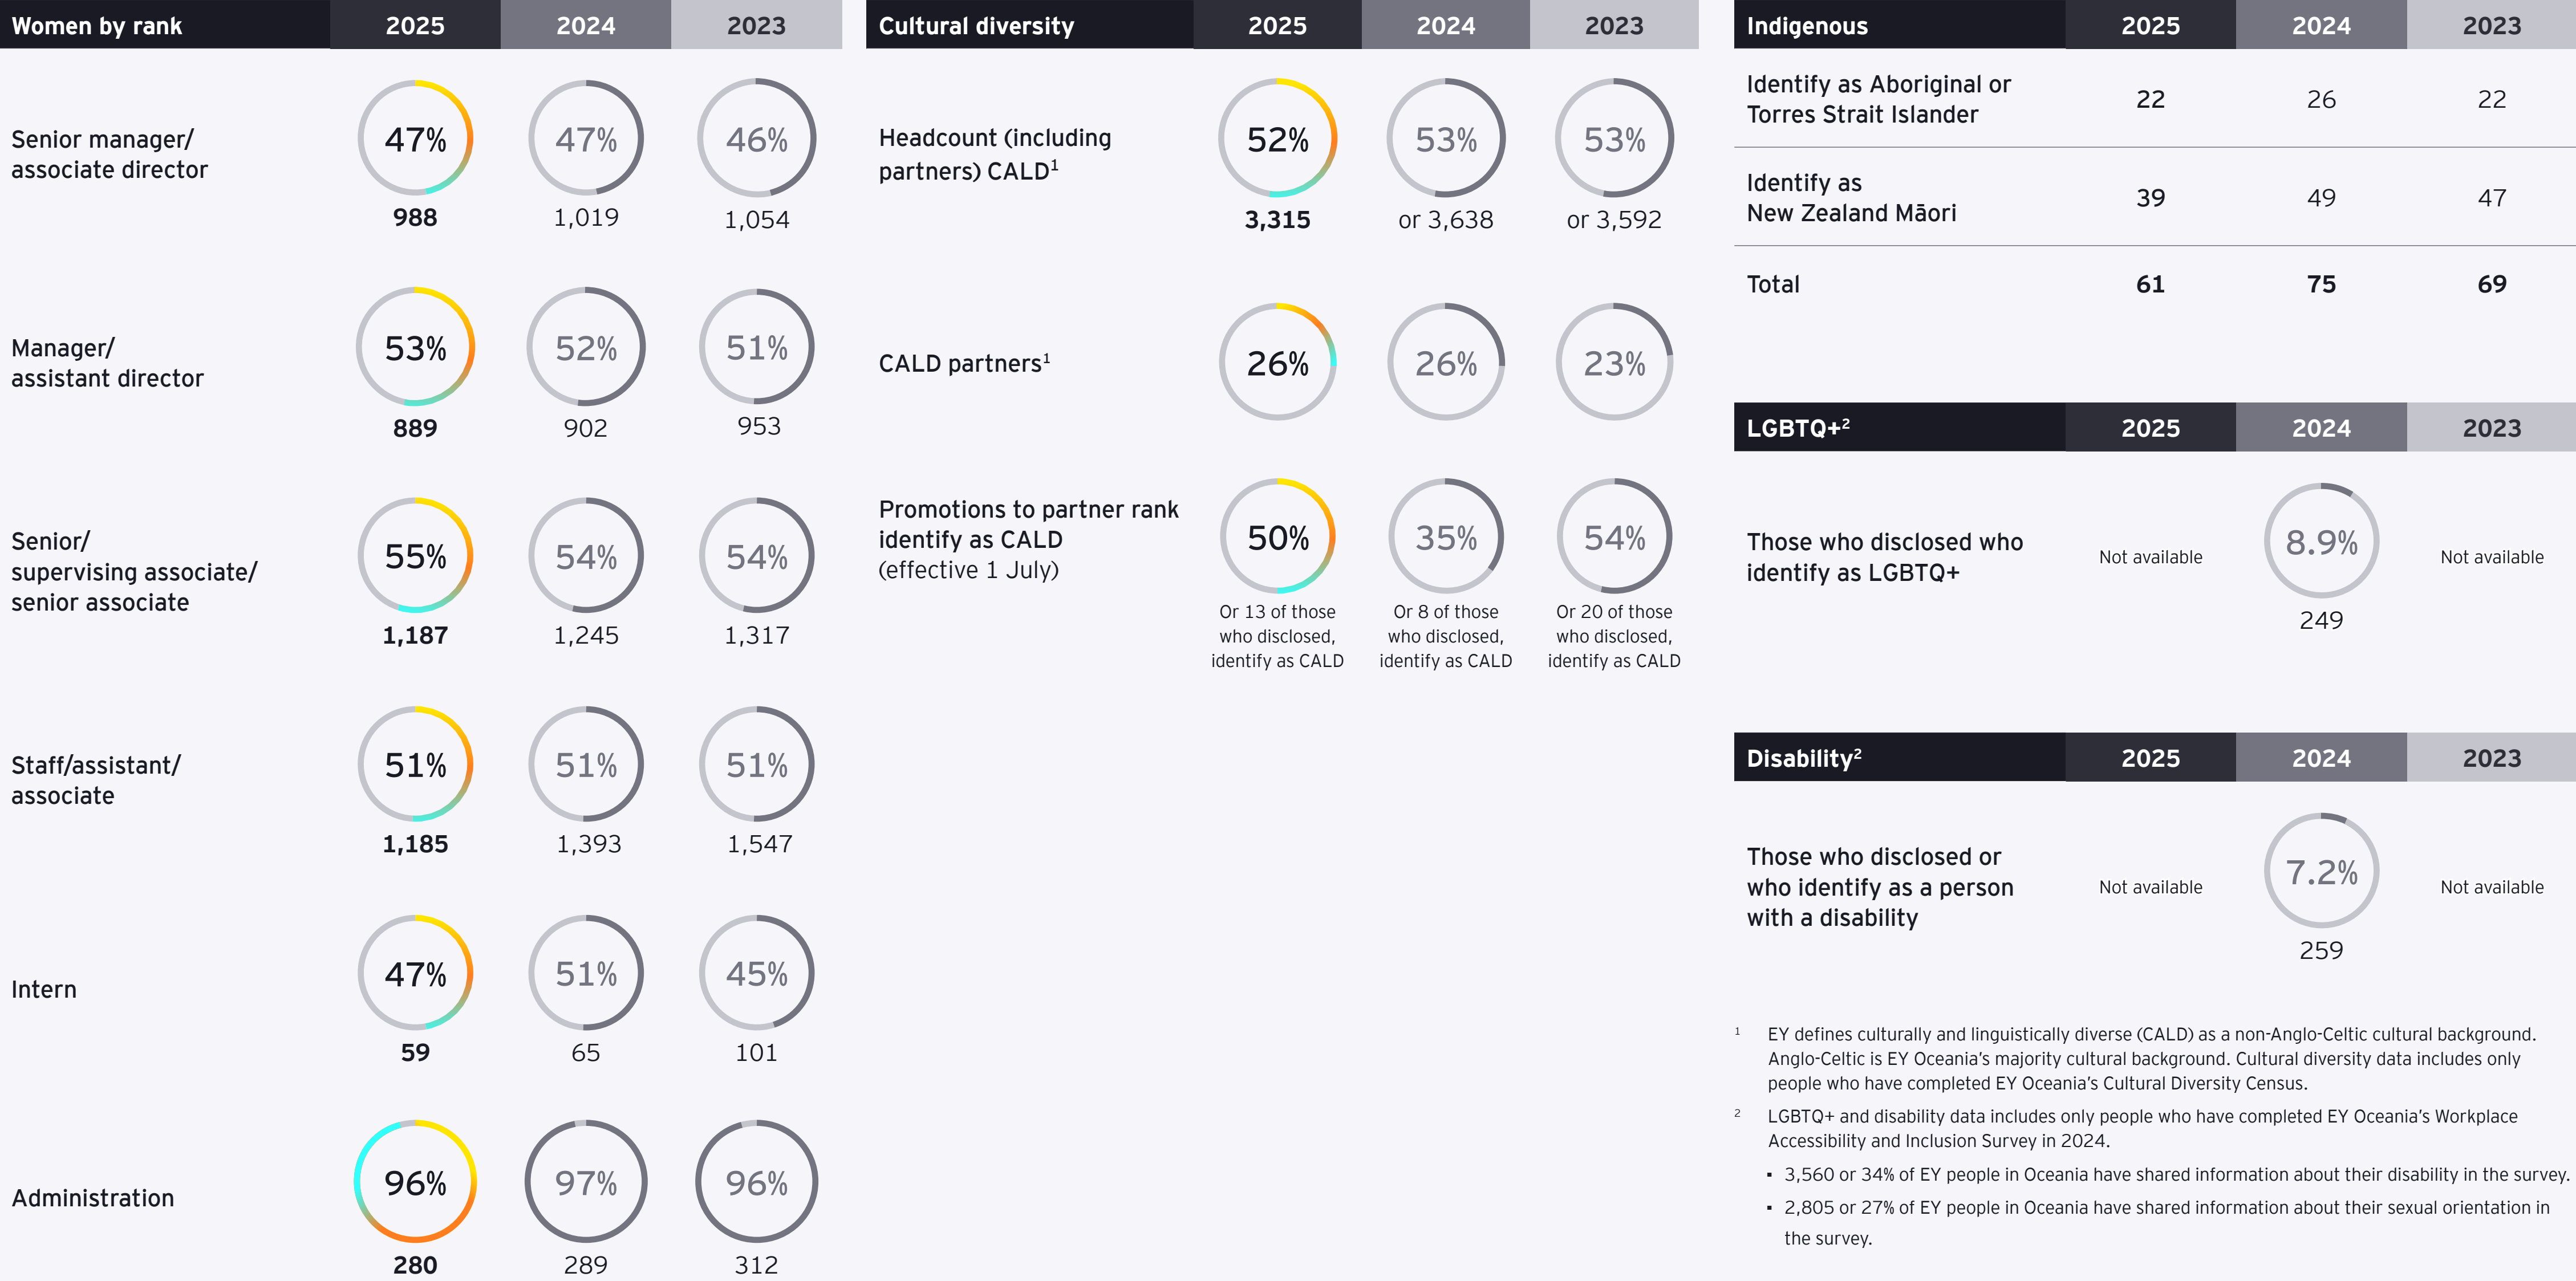 Women by rank 2025 2024 2023
Senior manager/
associate director
47% 47% 46%
988 1,019 1,054
Manager/
assistant director
53% 52% 51%
889 902 953
Senior/
supervising associate/
senior associate
55% 54% 54%
1,187 1,245 1,317
Staff/assistant/
associate
51% 51% 51%
1,185 1,393 1,547
Intern
47% 51% 45%
59 65 101
Administration
96% 97% 96%
280 289 312
Cultural diversity 2025 2024 2023
Headcount (including
partners) CALD¹
52% 53% 53%
3,315 or 3,638 or 3,592
CALD partners¹
26% 26% 23%
Promotions to partner rank
identify as CALD
(effective 1 July)
50% 35% 54%
Or 13 of those Or 8 of those Or 20 of those
who disclosed, who disclosed, who disclosed,
identify as CALD identify as CALD identify as CALD
Indigenous 2025 2024 2023
Identify as Aboriginal or
Torres Strait Islander
22 26 22
Identify as
New Zealand Māori
39 49 47
Total 61 75 69
LGBTQ+² 2025 2024 2023
Those who disclosed who
identify as LGBTQ+
Not available 8.9% Not available
249
Disability² 2025 2024 2023
Those who disclosed or
who identify as a person
with a disability
Not available 7.2% Not available
259
¹ EY defines culturally and linguistically diverse (CALD) as a non-Anglo-Celtic cultural background.
Anglo-Celtic is EY Oceania's majority cultural background. Cultural diversity data includes only
people who have completed EY Oceania's Cultural Diversity Census.
² LGBTQ+ and disability data includes only people who have completed EY Oceania's Workplace
Accessibility and Inclusion Survey in 2024.
▪ 3,560 or 34% of EY people in Oceania have shared information about their disability in the survey.
▪ 2,805 or 27% of EY people in Oceania have shared information about their sexual orientation in
the survey.